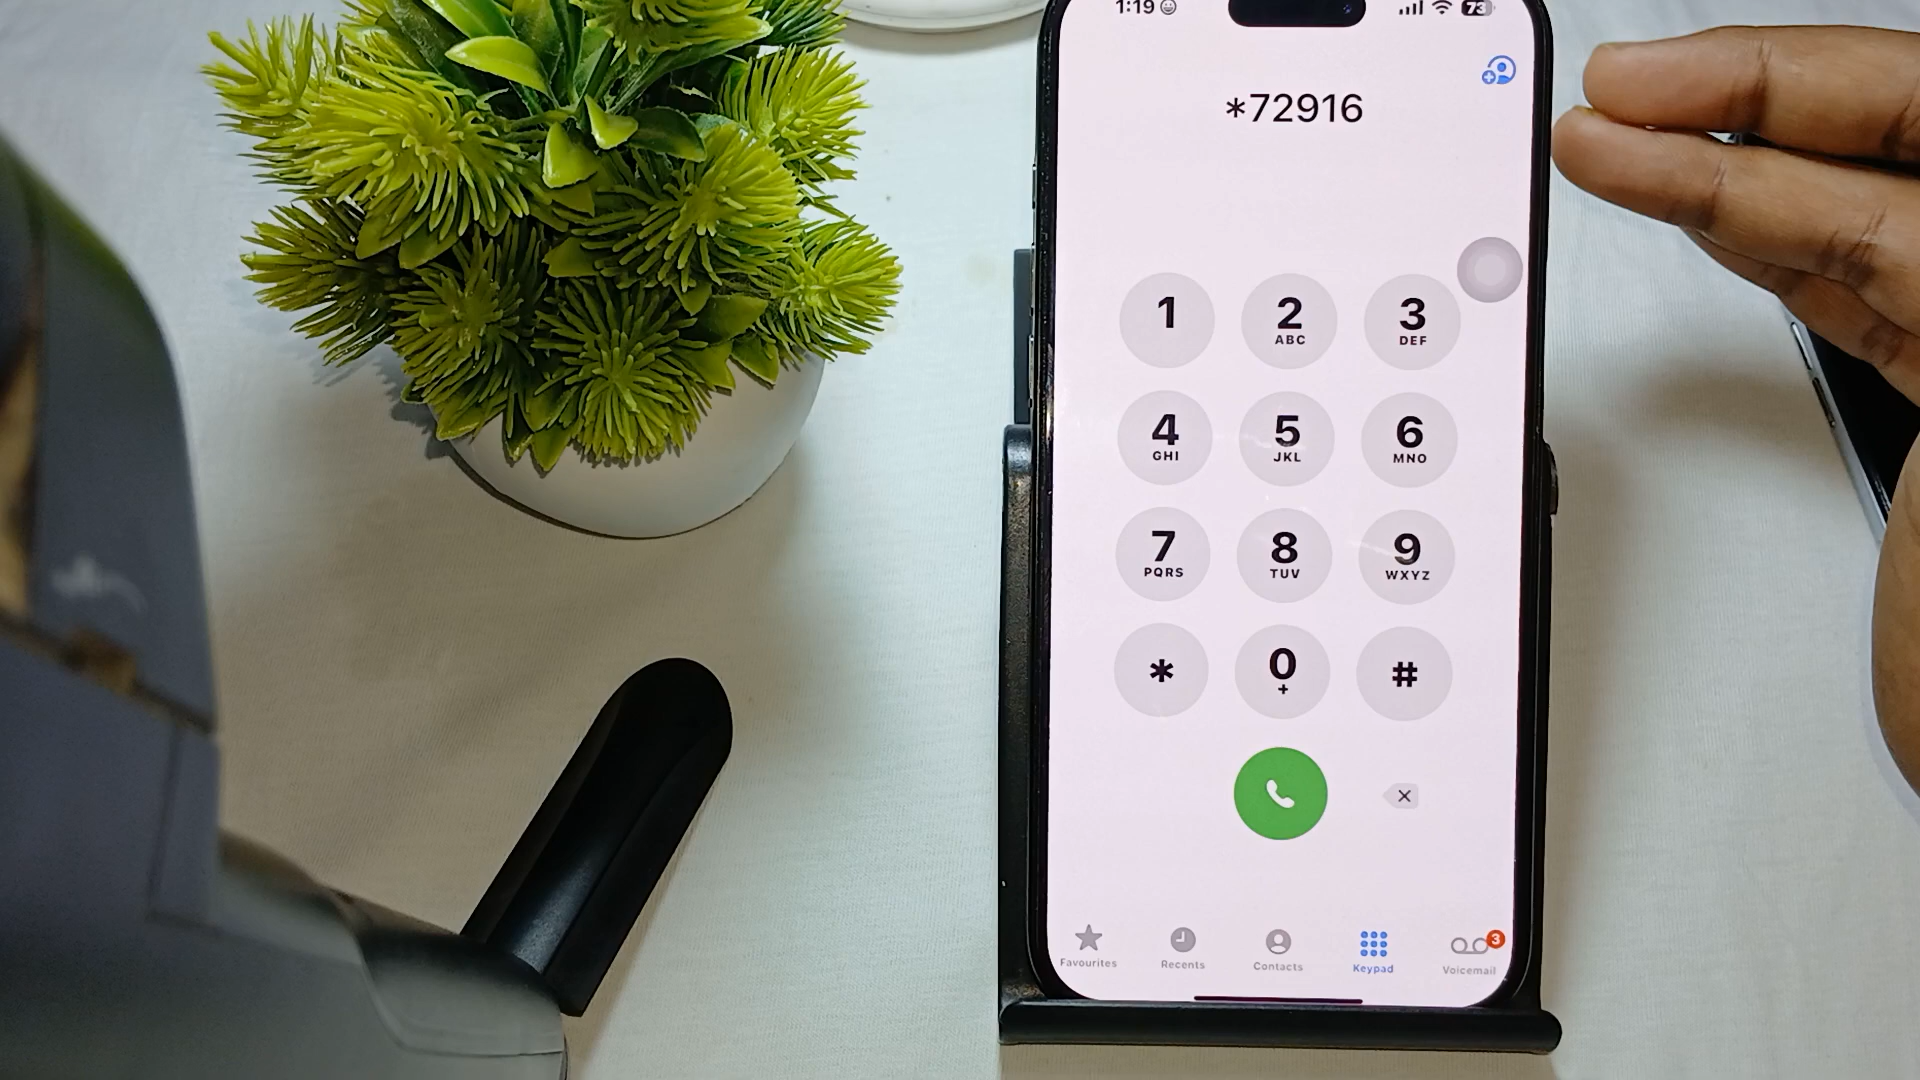 1:19
73
*72916
1
2
ABC
3
DEF
4
GHI
5
JKL
6
MNO
7
PQRS
8
TUV
9
WXYZ
*
0
+
#
Favourites
Recents
Contacts
Keypad
3
Voicemail